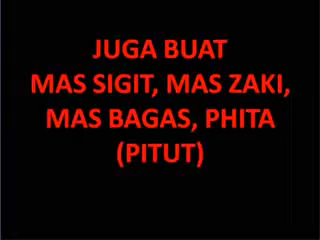 JUGA BUAT
MAS SIGIT, MAS ZAKI,
MAS BAGAS, PHITA
(PITUT)